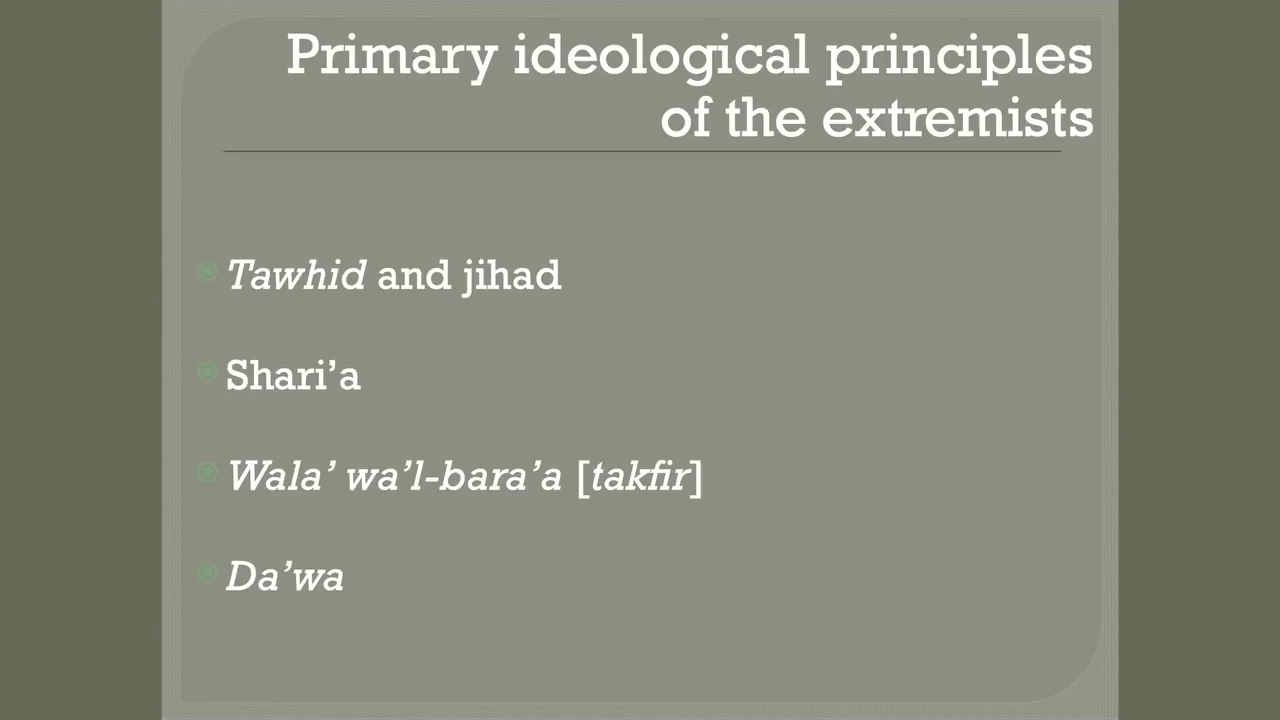 Primary ideological principles
of the extremists
Tawhid and jihad
Shari’a
Wala’ wa’l-bara’a [takfir]
Da’wa